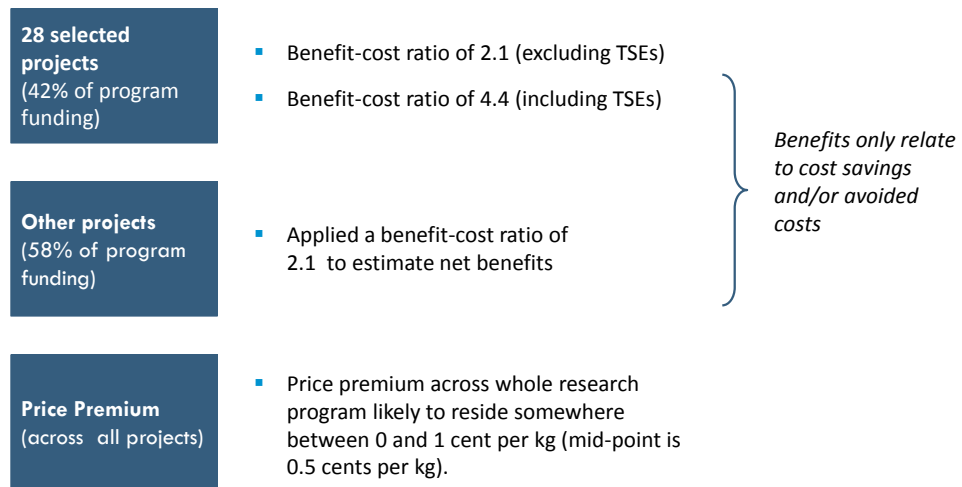 28 selected
projects
(42% of program
funding)
▪ Benefit-cost ratio of 2.1 (excluding TSEs)
▪ Benefit-cost ratio of 4.4 (including TSEs)
Benefits only relate
to cost savings
and/or avoided
costs
Other projects
(58% of program
funding)
▪ Applied a benefit-cost ratio of
2.1 to estimate net benefits
Price Premium
(across all projects)
▪ Price premium across whole research
program likely to reside somewhere
between 0 and 1 cent per kg (mid-point is
0.5 cents per kg).